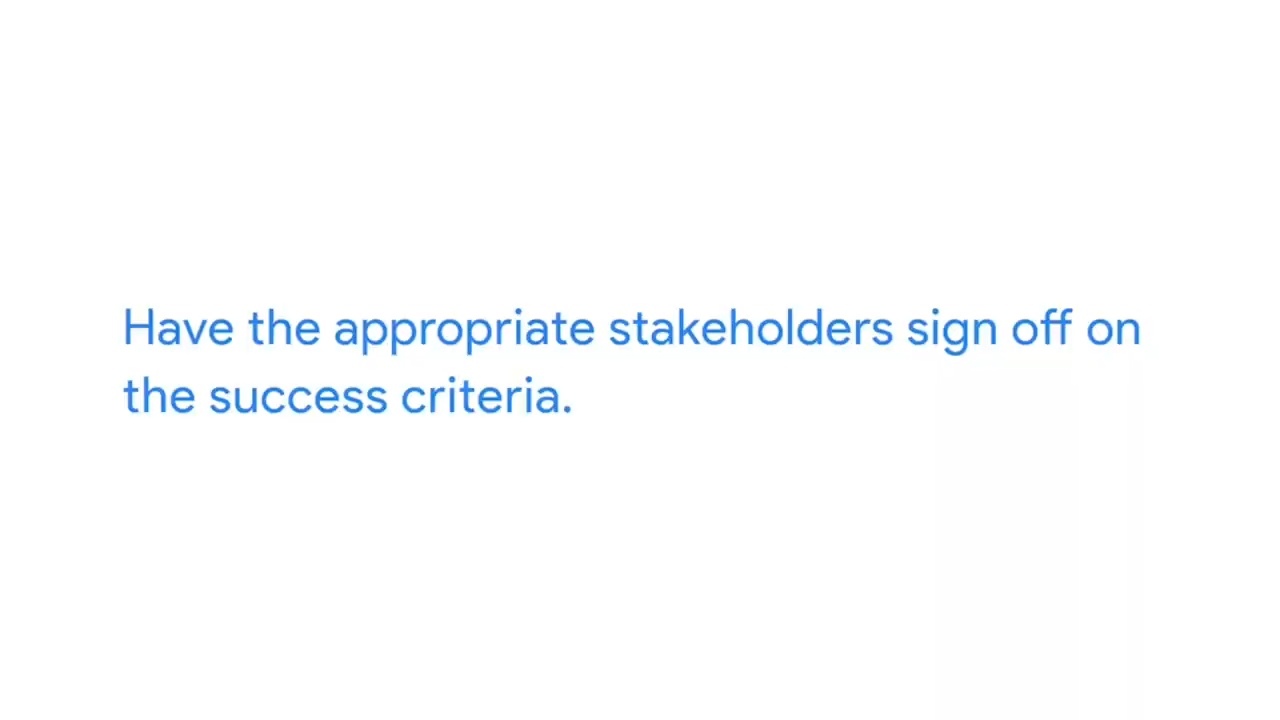 Have the appropriate stakeholders sign off on
the success criteria.